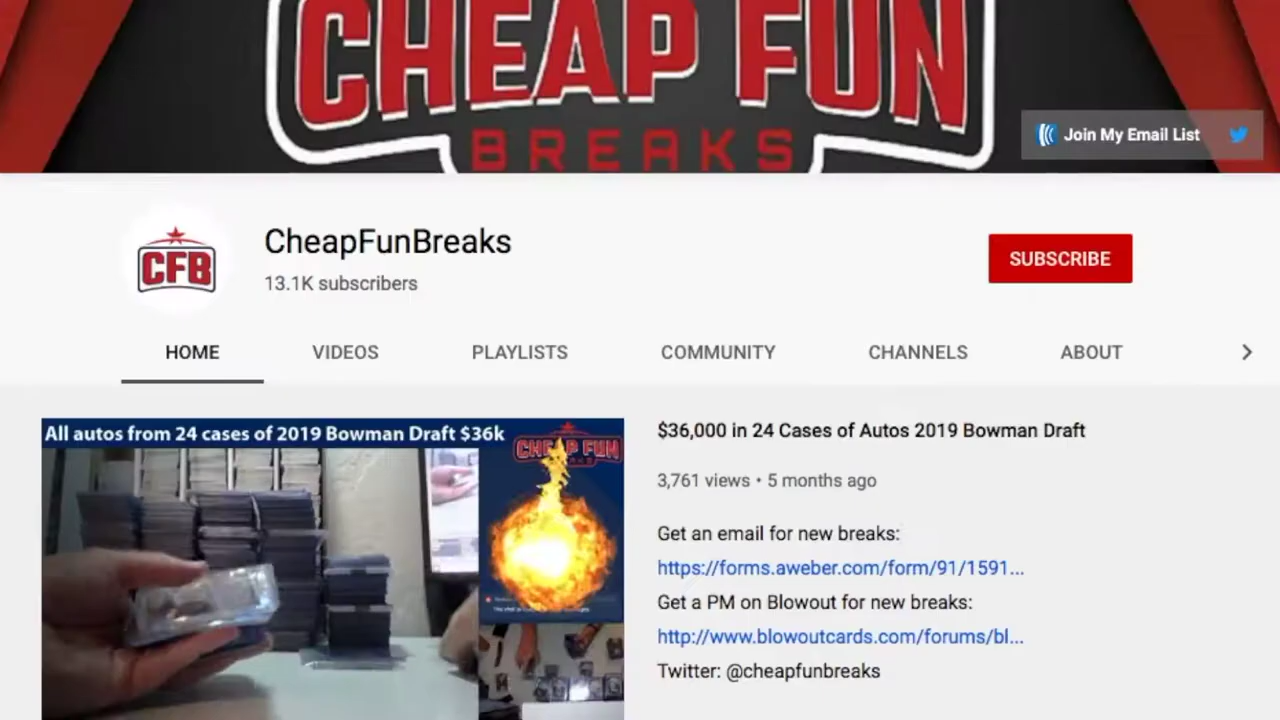 CHEAP FUN
BREAKS
Join My Email List
CFB
CheapFunBreaks
13.1K subscribers
SUBSCRIBE
HOME
VIDEOS
PLAYLISTS
COMMUNITY
CHANNELS
ABOUT
All autos from 24 cases of 2019 Bowman Draft $36k
CHEAP FUN
$36,000 in 24 Cases of Autos 2019 Bowman Draft
3,761 views • 5 months ago
Get an email for new breaks:
https://forms.aweber.com/form/91/1591...
Get a PM on Blowout for new breaks:
http://www.blowoutcards.com/forums/bl...
Twitter: @cheapfunbreaks